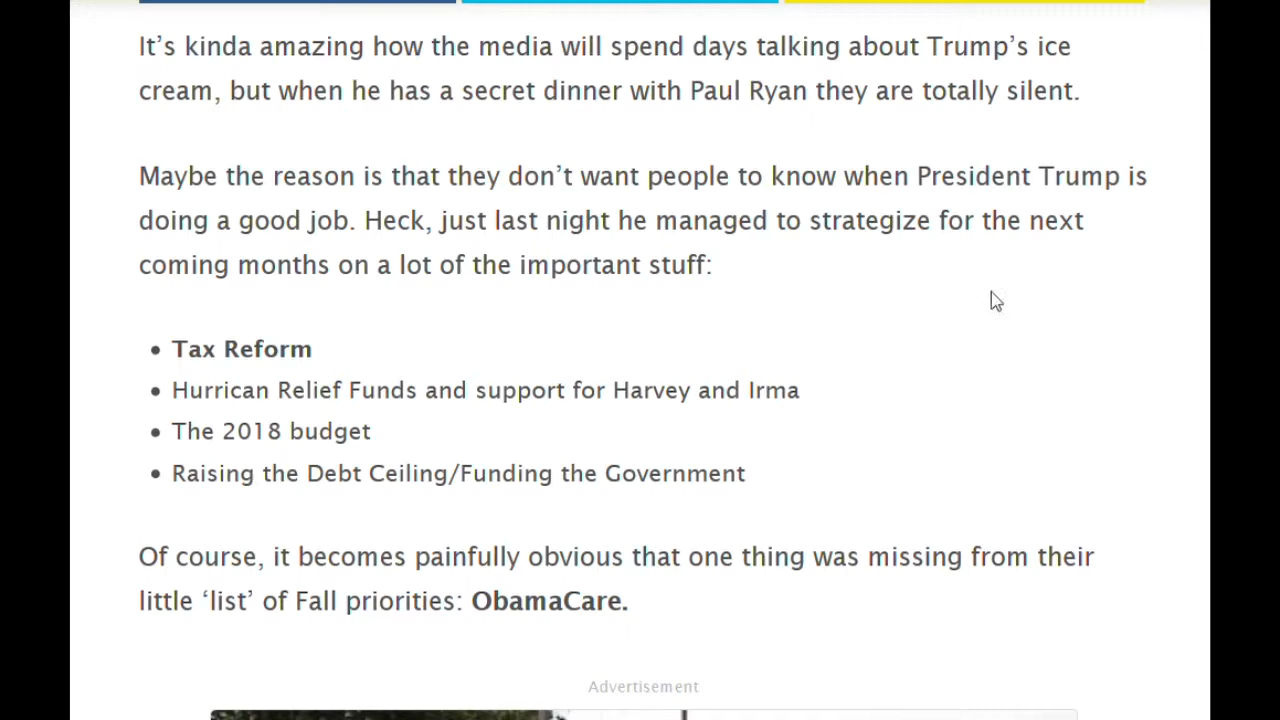 It’s kinda amazing how the media will spend days talking about Trump’s ice
cream, but when he has a secret dinner with Paul Ryan they are totally silent.
Maybe the reason is that they don’t want people to know when President Trump is
doing a good job. Heck, just last night he managed to strategize for the next
coming months on a lot of the important stuff:
• Tax Reform
• Hurrican Relief Funds and support for Harvey and Irma
• The 2018 budget
• Raising the Debt Ceiling/Funding the Government
Of course, it becomes painfully obvious that one thing was missing from their
little ‘list’ of Fall priorities: ObamaCare.
Advertisement